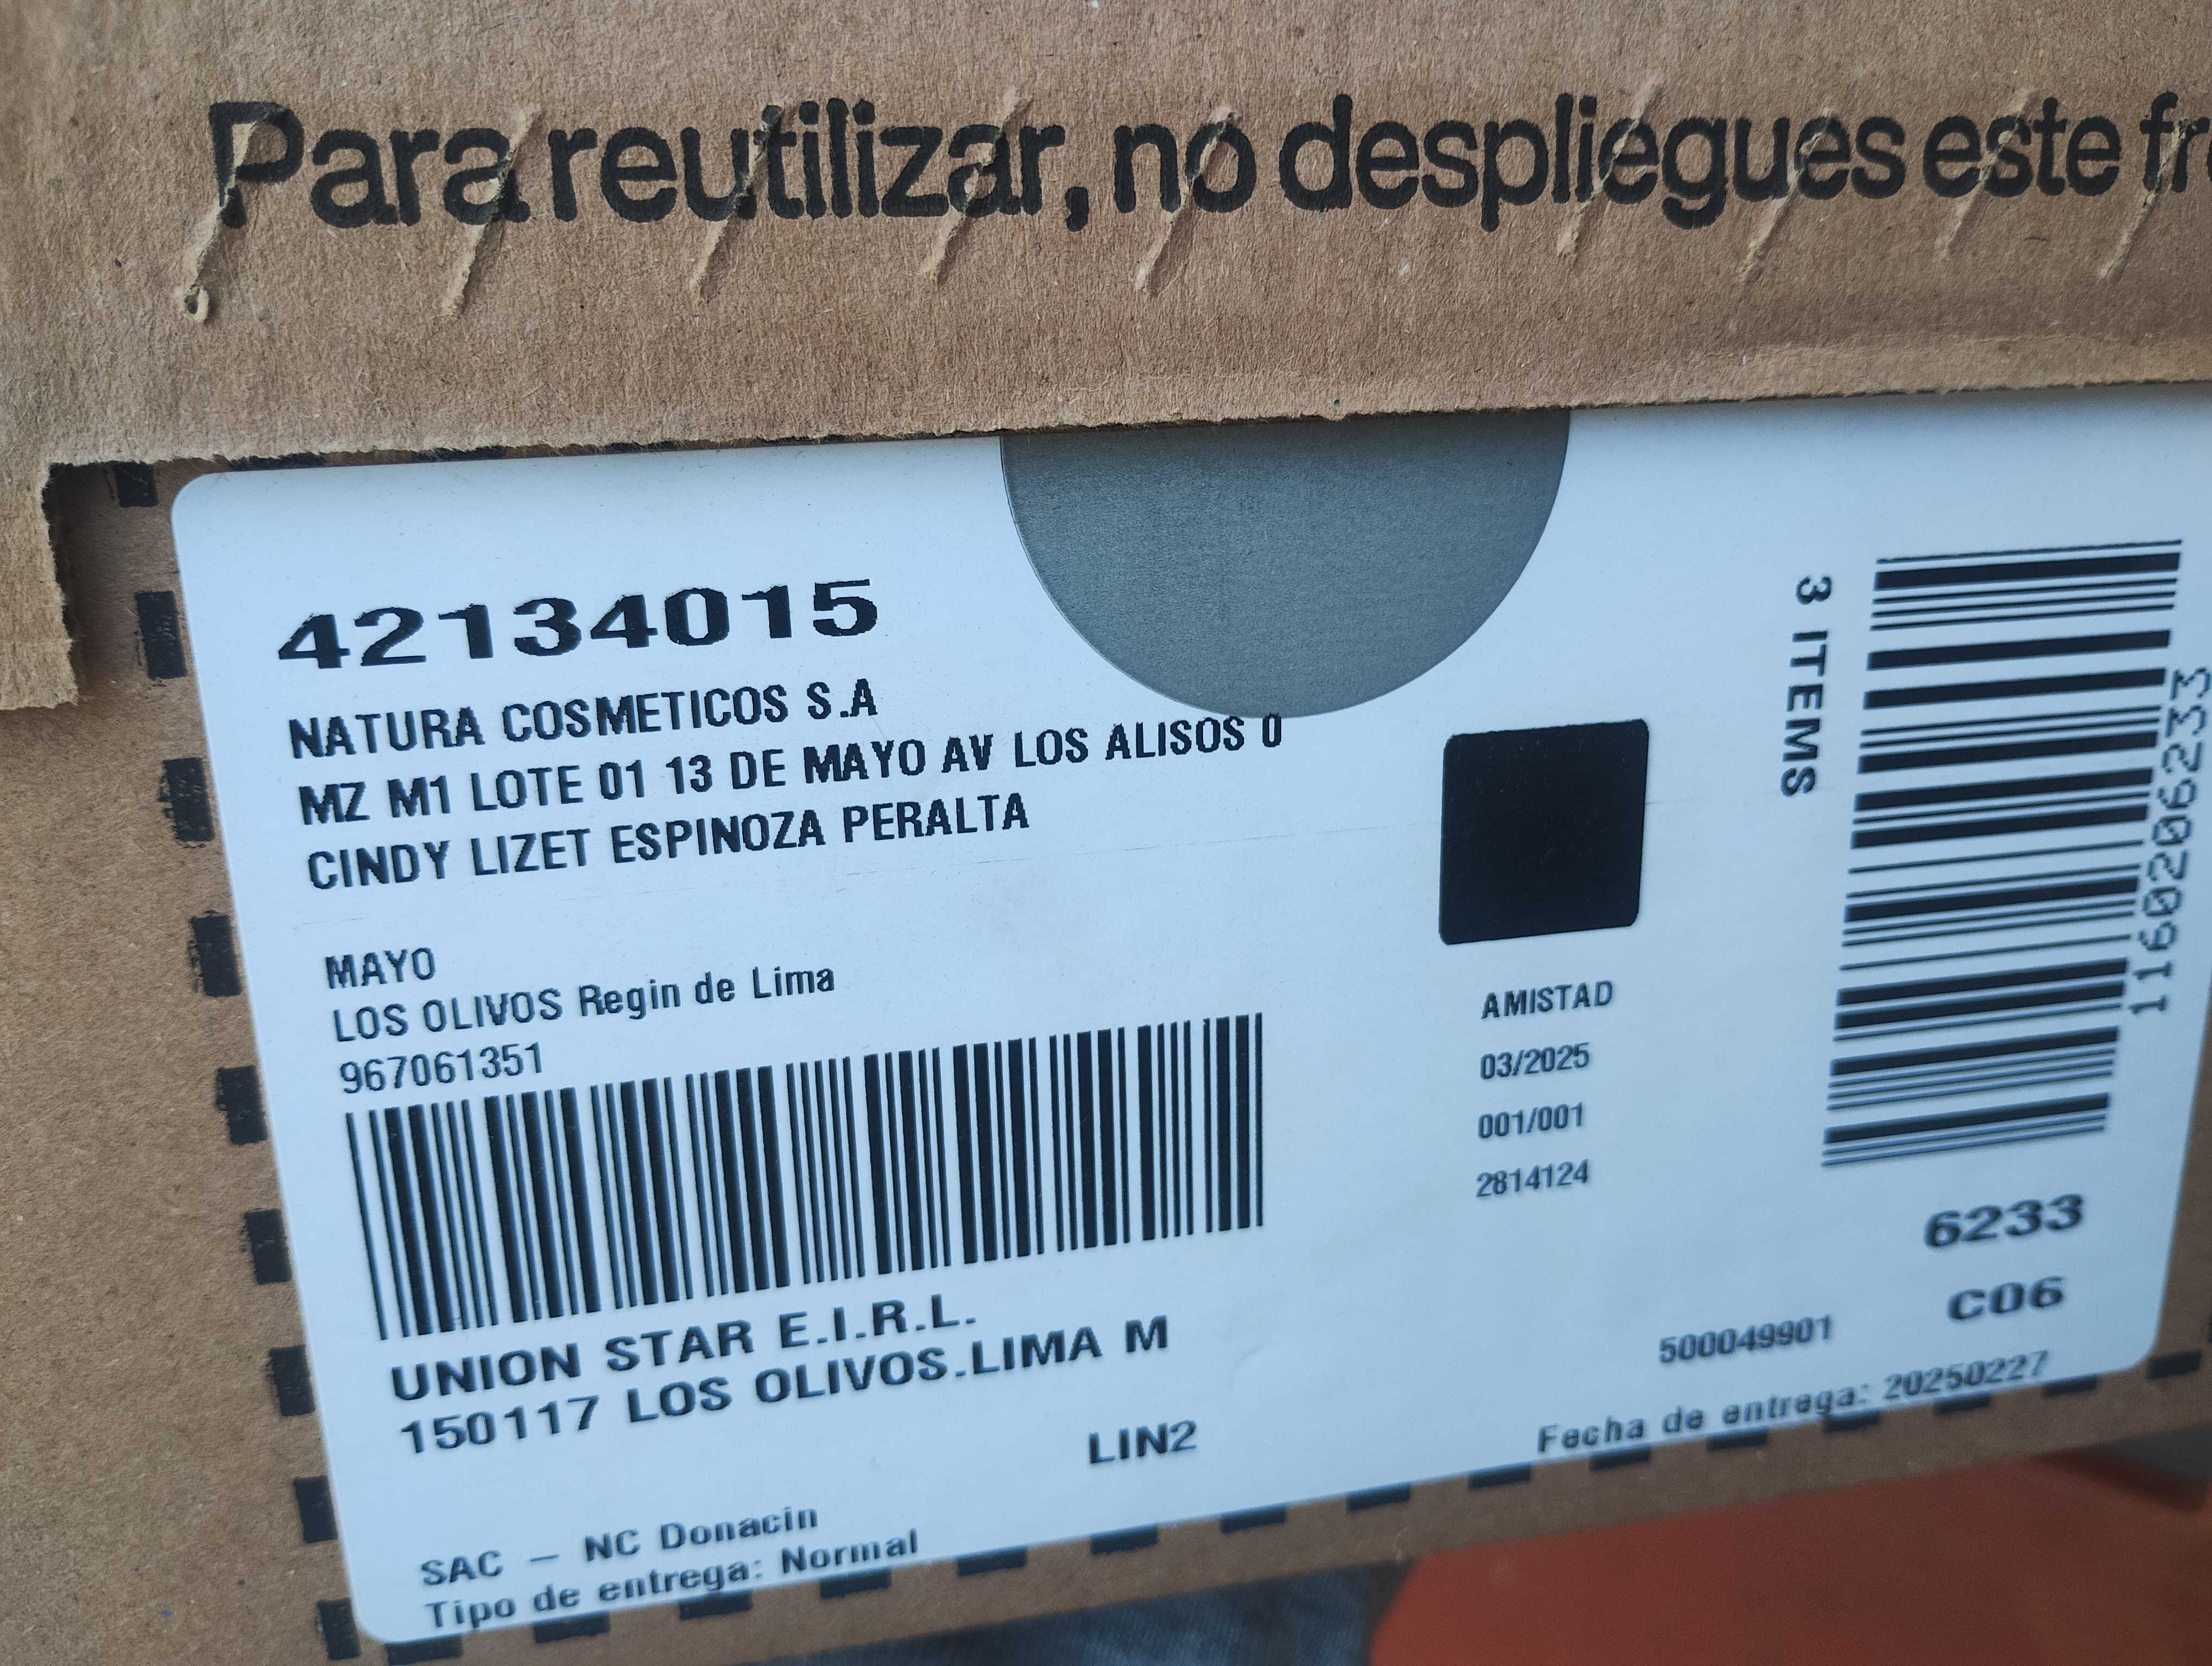 Para reutilizar, no despliegues este
42134015
NATURA COSMETICOS S.A
MZ M1 LOTE 01 13 DE MAYO AV LOS ALISOS 0
CINDY LIZET ESPINOZA PERALTA
MAYO
LOS OLIVOS Regin de Lima
967061351
UNION STAR E.I.R.L.
150117 LOS OLIVOS.LIMA M
LIN2
SAC – NC Donacin
Tipo de entrega: Normal
AMISTAD
03/2025
001/001
2814124
3 ITEMS
1160206233
6233
C06
500049901
Fecha de entrega: 20250227